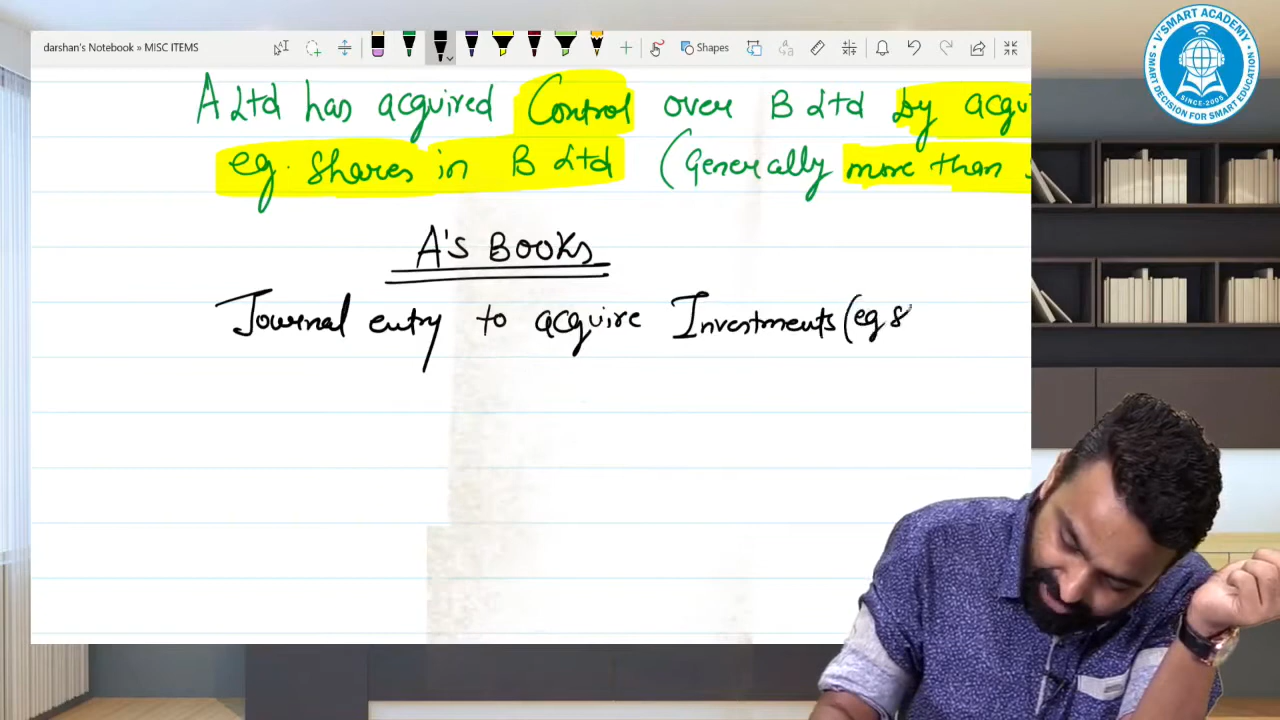 darshan's Notebook » MISC ITEMS
Shapes
A Ltd has acquired Control over B Ltd by acqu
eg. shares in B Ltd (Generally more than
A's Books
Journal entry to acquire Investments (eg s
V'SMART ACADEMY
SINCE-2005
SMART DECISION FOR SMART EDUCATION